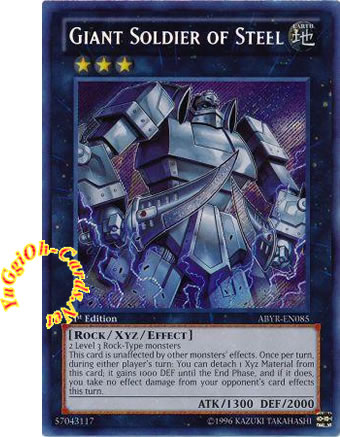 GIANT SOLDIER OF STEEL
EARTH
地
YuGgiOh-Cards.Net
1st Edition
ABYR-EN085
[ROCK/XYZ/EFFECT]
2 Level 3 Rock-Type monsters
This card is unaffected by other monsters' effects. Once per turn,
during either player's turn: You can detach 1 Xyz Material from
this card; it gains 1000 DEF until the End Phase, and if it does,
you take no effect damage from your opponent's card effects
this turn.
ATK/1300 DEF/2000
57043117
©1996 KAZUKI TAKAHASHI